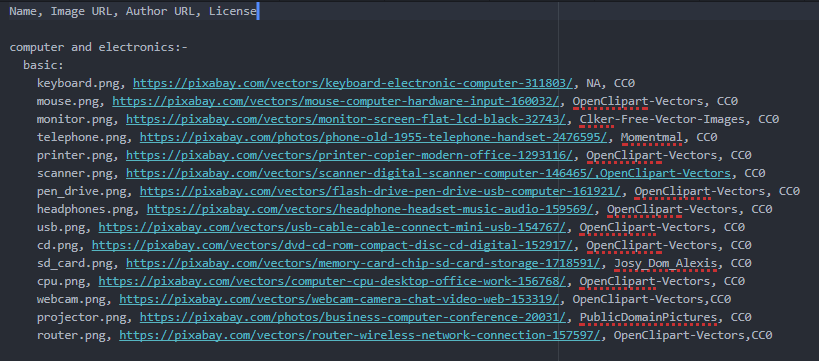 Name, Image URL, Author URL, License
computer and electronics:-
basic:
keyboard.png, https://pixabay.com/vectors/keyboard-electronic-computer-311803/, NA, CC0
mouse.png, https://pixabay.com/vectors/mouse-computer-hardware-input-160032/, OpenClipart-Vectors, CC0
monitor.png, https://pixabay.com/vectors/monitor-screen-flat-lcd-black-32743/, Clker-Free-Vector-Images, CC0
telephone.png, https://pixabay.com/photos/phone-old-1955-telephone-handset-2476595/, Momentmal, CC0
printer.png, https://pixabay.com/vectors/printer-copier-modern-office-1293116/, OpenClipart-Vectors, CC0
scanner.png, https://pixabay.com/vectors/scanner-digital-scanner-computer-146465/,OpenClipart-Vectors, CC0
pen_drive.png, https://pixabay.com/vectors/flash-drive-pen-drive-usb-computer-161921/, OpenClipart-Vectors, CC0
headphones.png, https://pixabay.com/vectors/headphone-headset-music-audio-159569/, OpenClipart-Vectors, CC0
usb.png, https://pixabay.com/vectors/usb-cable-cable-connect-mini-usb-154767/, OpenClipart-Vectors, CC0
cd.png, https://pixabay.com/vectors/dvd-cd-rom-compact-disc-cd-digital-152917/, OpenClipart-Vectors, CC0
sd_card.png, https://pixabay.com/vectors/memory-card-chip-sd-card-storage-1718591/, Josy_Dom_Alexis, CC0
cpu.png, https://pixabay.com/vectors/computer-cpu-desktop-office-work-156768/, OpenClipart-Vectors, CC0
webcam.png, https://pixabay.com/vectors/webcam-camera-chat-video-web-153319/, OpenClipart-Vectors,CC0
projector.png, https://pixabay.com/photos/business-computer-conference-20031/, PublicDomainPictures, CC0
router.png, https://pixabay.com/vectors/router-wireless-network-connection-157597/, OpenClipart-Vectors,CC0